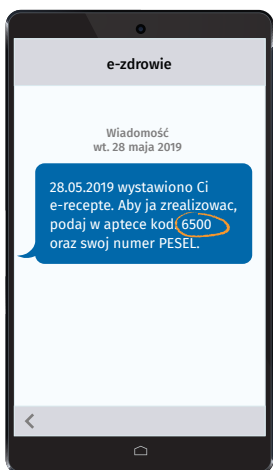 e-zdrowie
Wiadomość
wt. 28 maja 2019
28.05.2019 wystawiono Ci
e-recepte. Aby ja zrealizowac,
podaj w aptece kod: 6500
oraz swoj numer PESEL.